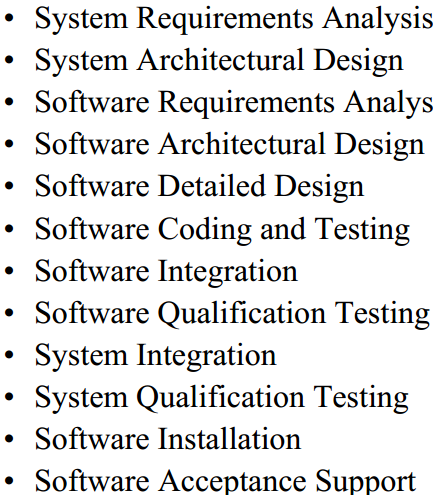 • System Requirements Analysis
• System Architectural Design
• Software Requirements Analys
• Software Architectural Design
• Software Detailed Design
• Software Coding and Testing
• Software Integration
• Software Qualification Testing
• System Integration
• System Qualification Testing
• Software Installation
• Software Acceptance Support